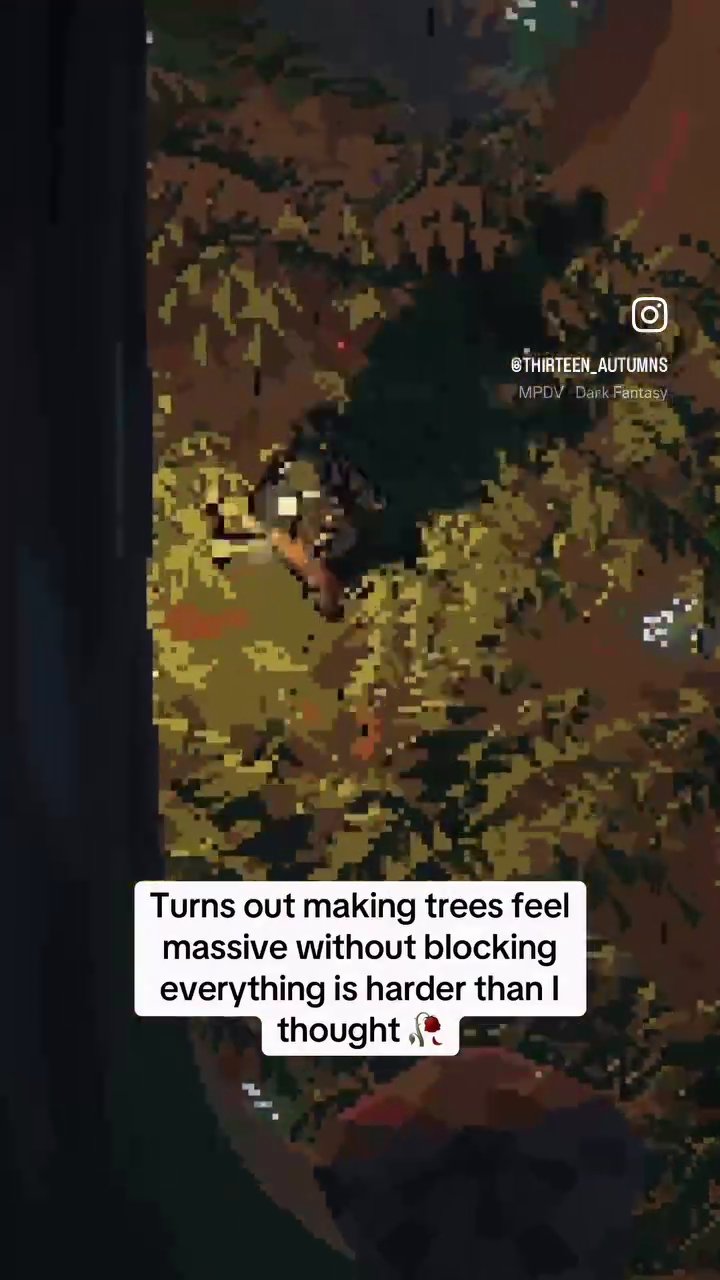 @THIRTEEN_AUTUMNS
MPDV Dark Fantasy
Turns out making trees feel
massive without blocking
everything is harder than I
thought 🥀